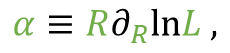 α ≡ R∂_R lnL ,